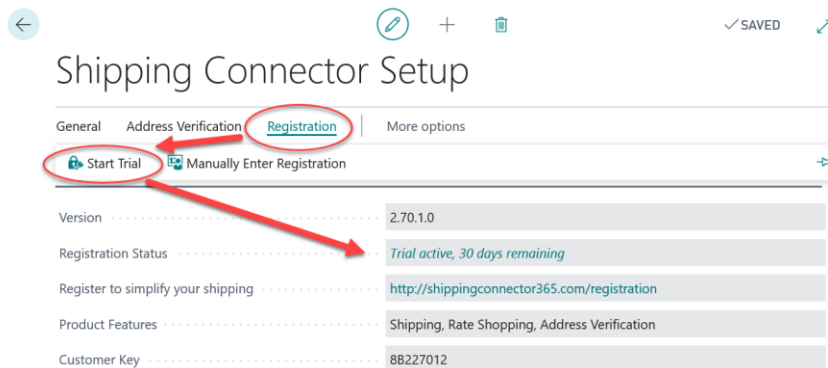 SAVED
Shipping Connector Setup
General Address Verification Registration More options
Start Trial Manually Enter Registration
Version 2.70.1.0
Registration Status Trial active, 30 days remaining
Register to simplify your shipping http://shippingconnector365.com/registration
Product Features Shipping, Rate Shopping, Address Verification
Customer Key 8B227012